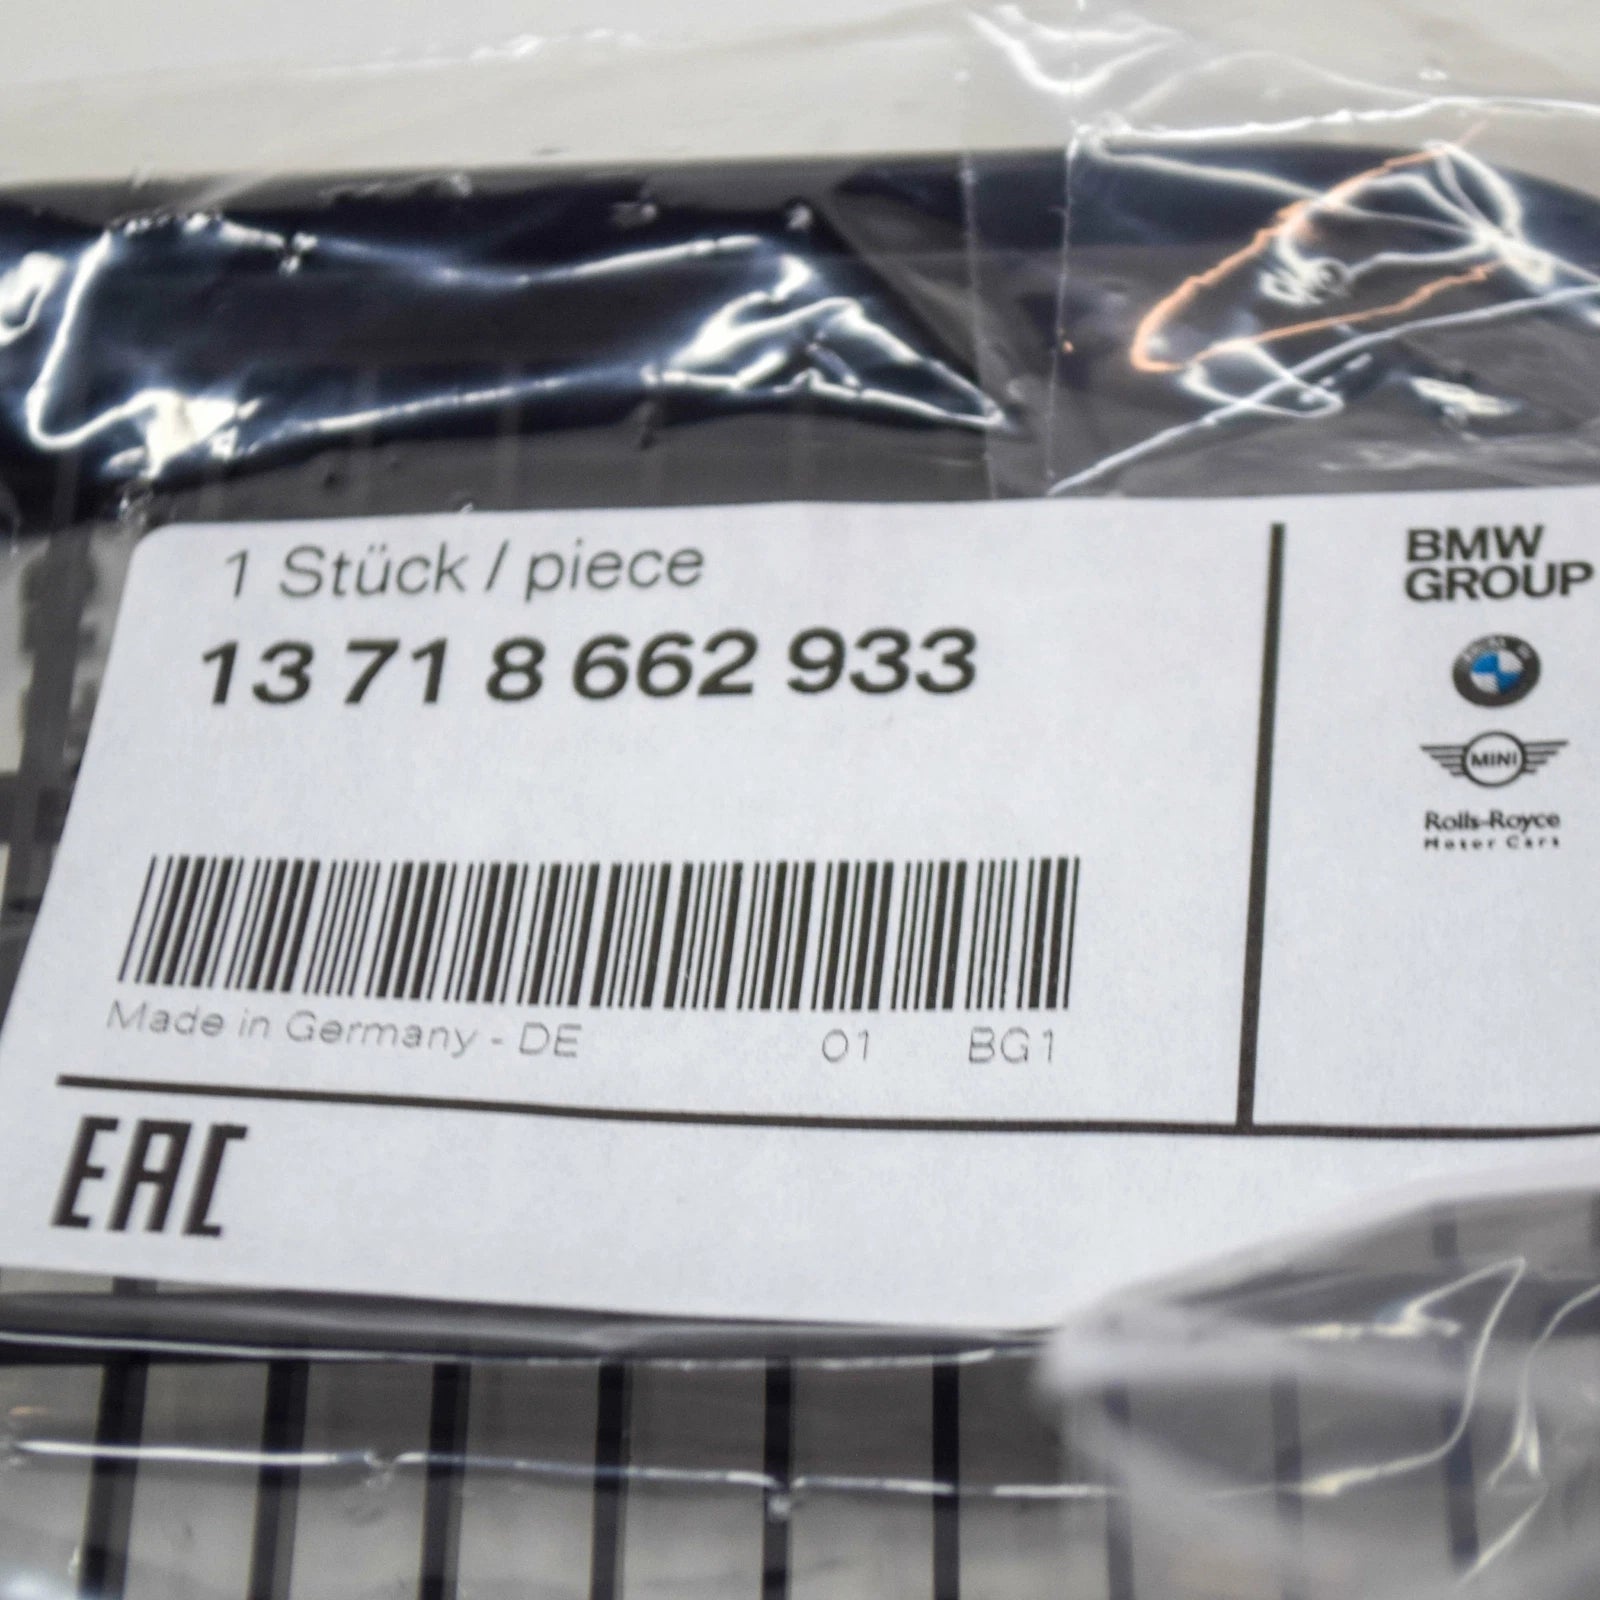 1 Stück / piece
13 71 8 662 933
Made in Germany - DE 01 BG1
EAC
BMW
GROUP
MINI
Rolls-Royce
Motor Cars